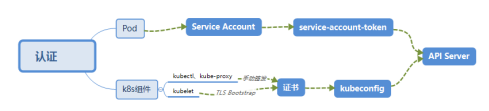 认证
Pod
Service Account
service-account-token
API Server
k8s组件
kubectl、kube-proxy
手动签发
kubelet
TLS Bootstrap
证书
kubeconfig